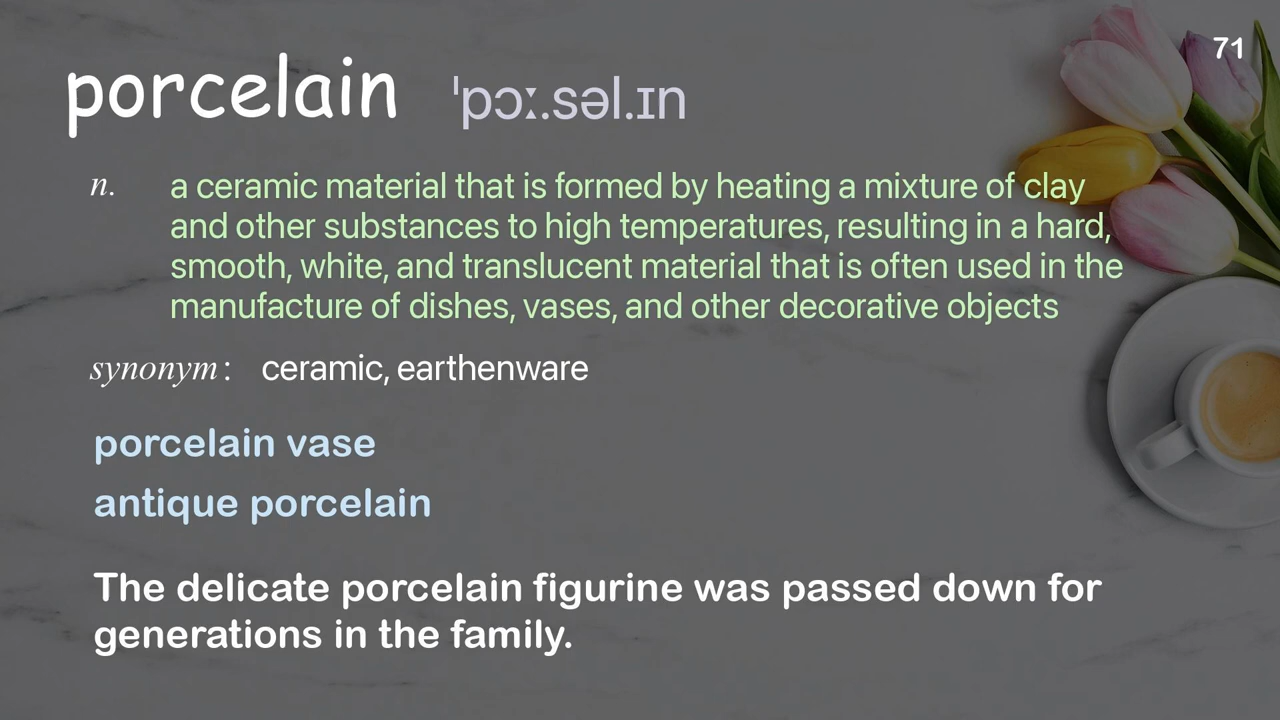 71
porcelain ˈpɔː.səl.ɪn
n. a ceramic material that is formed by heating a mixture of clay
and other substances to high temperatures, resulting in a hard,
smooth, white, and translucent material that is often used in the
manufacture of dishes, vases, and other decorative objects
synonym : ceramic, earthenware
porcelain vase
antique porcelain
The delicate porcelain figurine was passed down for
generations in the family.